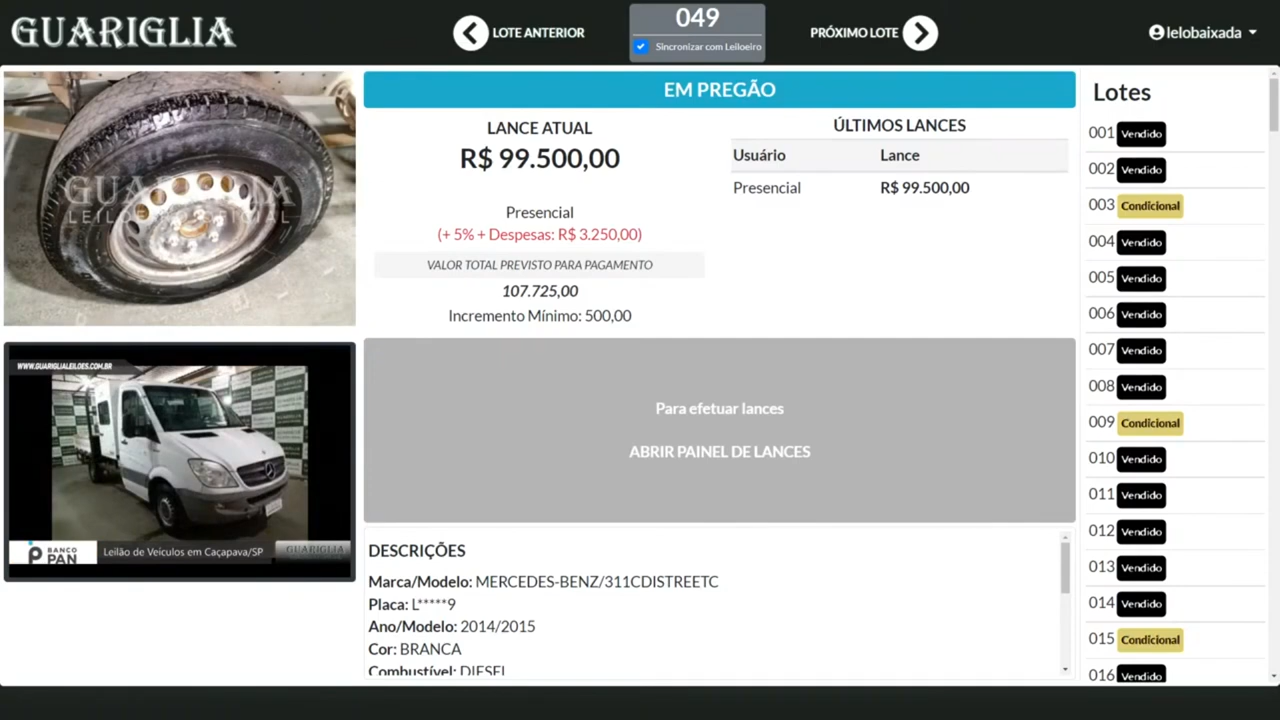 GUARIGLIA
LOTE ANTERIOR
049
Sincronizar com Leiloeiro
PRÓXIMO LOTE
lelobaixada
GUARIGLIA
EM PREGÃO
LANCE ATUAL
R$ 99.500,00
Presencial
(+ 5% + Despesas: R$ 3.250,00)
VALOR TOTAL PREVISTO PARA PAGAMENTO
107.725,00
Incremento Mínimo: 500,00
ÚLTIMOS LANCES
Usuário Lance
Presencial R$ 99.500,00
Para efetuar lances
ABRIR PAINEL DE LANCES
WWW.GUARIGLIALEILOES.COM.BR
BANCO
PAN
Leilão de Veículos em Caçapava/SP
GUARIGLIA
DESCRIÇÕES
Marca/Modelo: MERCEDES-BENZ/311CDISTREETC
Placa: L*****9
Ano/Modelo: 2014/2015
Cor: BRANCA
Combustível: DIESEL
Lotes
001 Vendido
002 Vendido
003 Condicional
004 Vendido
005 Vendido
006 Vendido
007 Vendido
008 Vendido
009 Condicional
010 Vendido
011 Vendido
012 Vendido
013 Vendido
014 Vendido
015 Condicional
016 Vendido